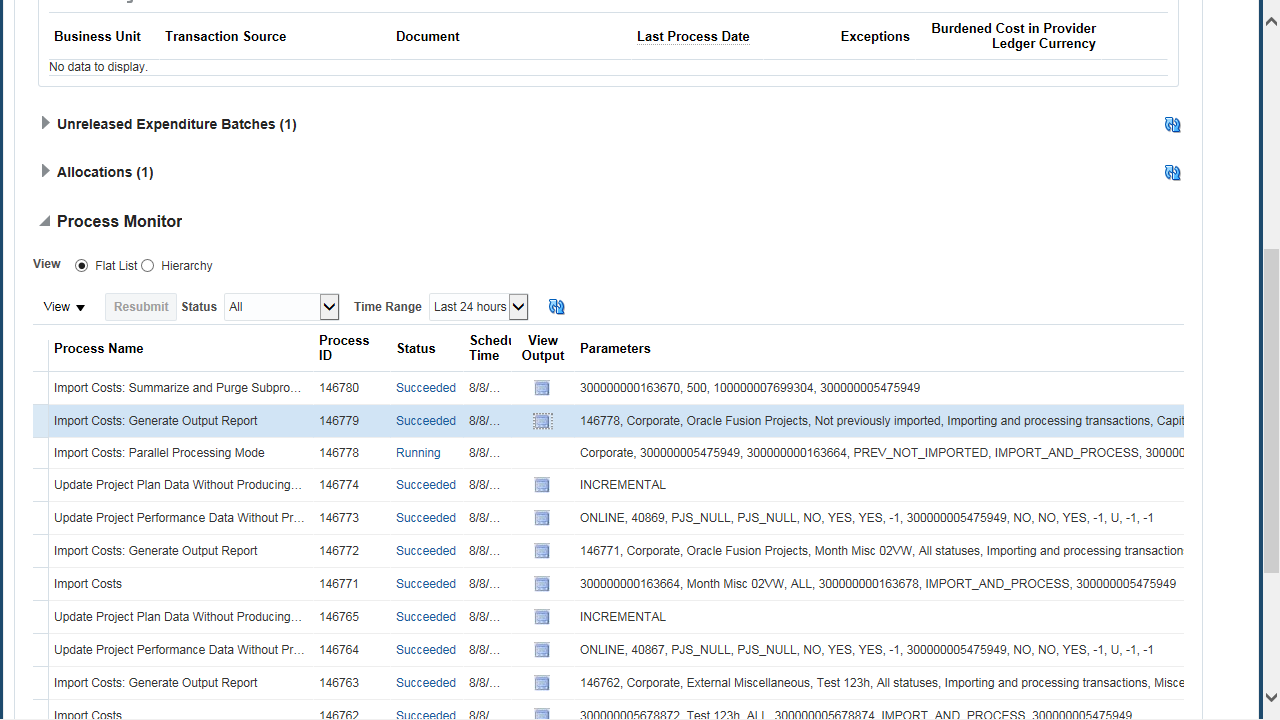 Business Unit Transaction Source Document Last Process Date Exceptions Burdened Cost in Provider
Ledger Currency
No data to display.
Unreleased Expenditure Batches (1)
Allocations (1)
Process Monitor
View Flat List Hierarchy
View Resubmit Status All Time Range Last 24 hours
Process Name Process ID Status Schedu Time View Output Parameters
Import Costs: Summarize and Purge Subpro... 146780 Succeeded 8/8/... 300000000163670, 500, 100000007699304, 300000005475949
Import Costs: Generate Output Report 146779 Succeeded 8/8/... 146778, Corporate, Oracle Fusion Projects, Not previously imported, Importing and processing transactions, Capit
Import Costs: Parallel Processing Mode 146778 Running 8/8/... Corporate, 300000005475949, 300000000163664, PREV_NOT_IMPORTED, IMPORT_AND_PROCESS, 300000
Update Project Plan Data Without Producing... 146774 Succeeded 8/8/... INCREMENTAL
Update Project Performance Data Without Pr... 146773 Succeeded 8/8/... ONLINE, 40869, PJS_NULL, PJS_NULL, NO, YES, YES, -1, 300000005475949, NO, NO, YES, -1, U, -1, -1
Import Costs: Generate Output Report 146772 Succeeded 8/8/... 146771, Corporate, Oracle Fusion Projects, Month Misc 02VW, All statuses, Importing and processing transaction
Import Costs 146771 Succeeded 8/8/... 300000000163664, Month Misc 02VW, ALL, 300000000163678, IMPORT_AND_PROCESS, 300000005475949
Update Project Plan Data Without Producing... 146765 Succeeded 8/8/... INCREMENTAL
Update Project Performance Data Without Pr... 146764 Succeeded 8/8/... ONLINE, 40867, PJS_NULL, PJS_NULL, NO, YES, YES, -1, 300000005475949, NO, NO, YES, -1, U, -1, -1
Import Costs: Generate Output Report 146763 Succeeded 8/8/... 146762, Corporate, External Miscellaneous, Test 123h, All statuses, Importing and processing transactions, Misce
Import Costs 146762 Succeeded 8/8/... 300000005678872, Test 123h, ALL, 300000005678874, IMPORT_AND_PROCESS, 300000005475949